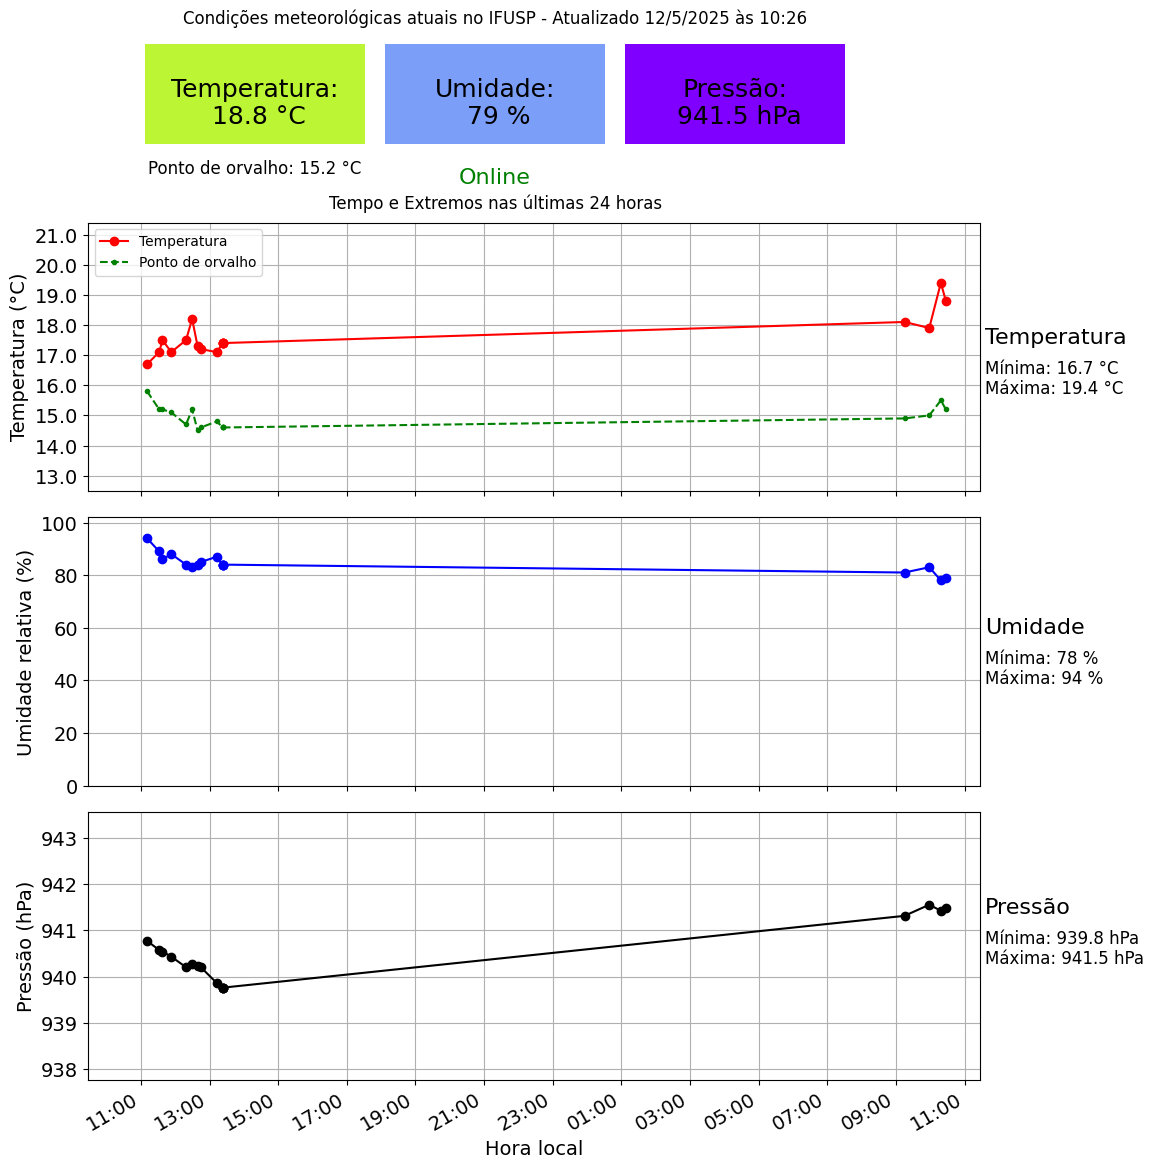 Condições meteorológicas atuais no IFUSP - Atualizado 12/5/2025 às 10:26
Temperatura:
18.8 °C
Umidade:
79 %
Pressão:
941.5 hPa
Ponto de orvalho: 15.2 °C
Online
Tempo e Extremos nas últimas 24 horas
Temperatura (°C)
21.0
20.0
19.0
18.0
17.0
16.0
15.0
14.0
13.0
Temperatura
Ponto de orvalho
Temperatura
Mínima: 16.7 °C
Máxima: 19.4 °C
Umidade relativa (%)
100
80
60
40
20
0
Umidade
Mínima: 78 %
Máxima: 94 %
Pressão (hPa)
943
942
941
940
939
938
Pressão
Mínima: 939.8 hPa
Máxima: 941.5 hPa
11:00 13:00 15:00 17:00 19:00 21:00 23:00 01:00 03:00 05:00 07:00 09:00 11:00
Hora local